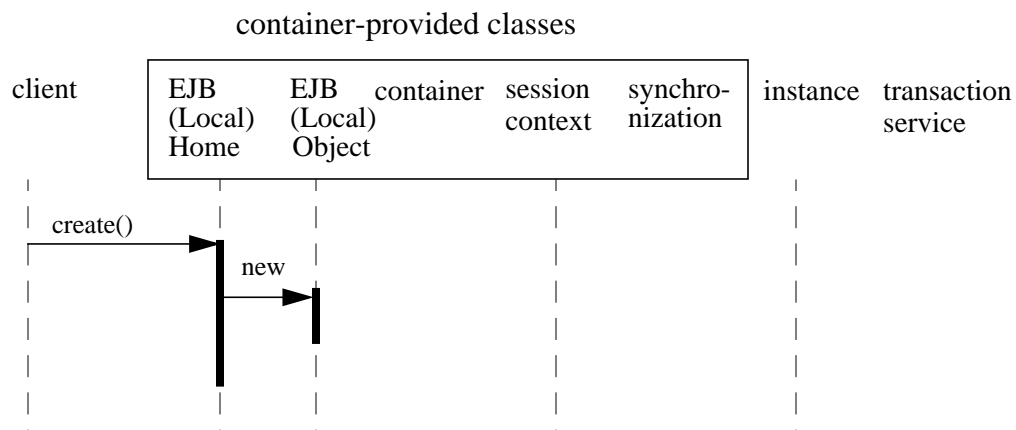 container-provided classes
client
EJB
(Local)
Home
EJB
(Local)
Object
container
session
context
synchro-
nization
instance
transaction
service
create()
new